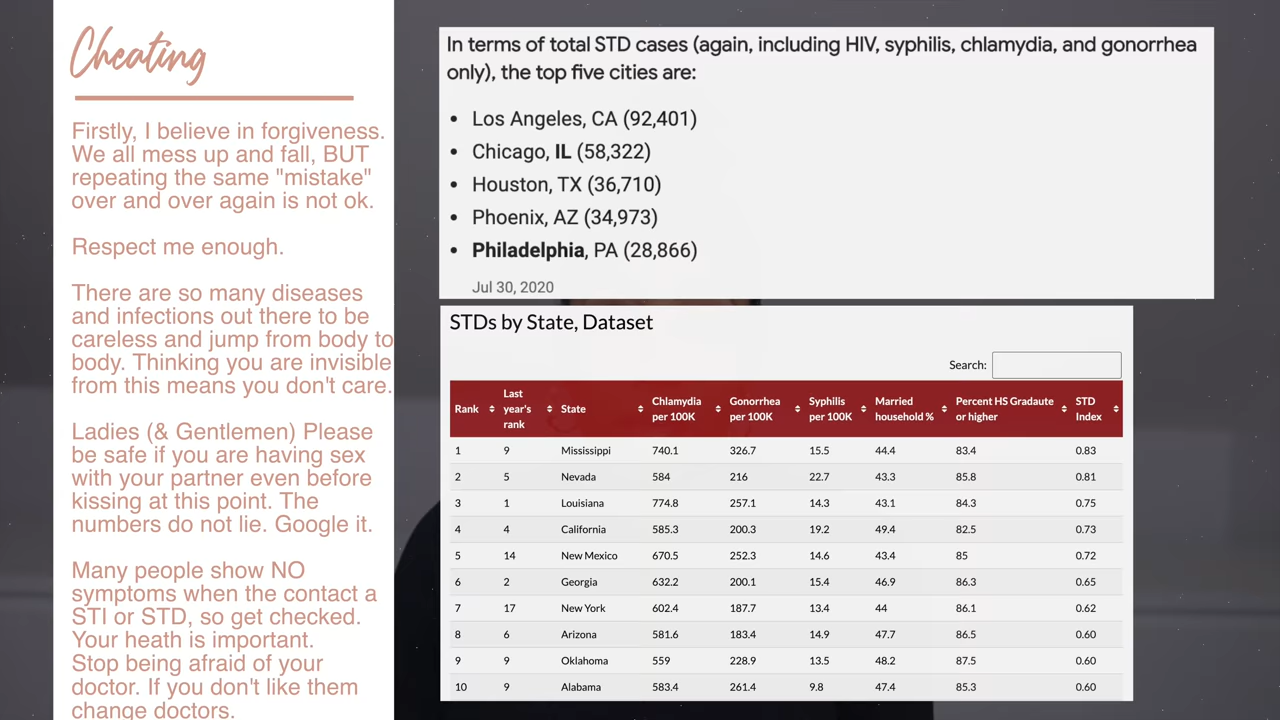 Cheating
Firstly, I believe in forgiveness.
We all mess up and fall, BUT
repeating the same "mistake"
over and over again is not ok.
Respect me enough.
There are so many diseases
and infections out there to be
careless and jump from body to
body. Thinking you are invisible
from this means you don't care.
Ladies (& Gentlemen) Please
be safe if you are having sex
with your partner even before
kissing at this point. The
numbers do not lie. Google it.
Many people show NO
symptoms when the contact a
STI or STD, so get checked.
Your heath is important.
Stop being afraid of your
doctor. If you don't like them
change doctors.
In terms of total STD cases (again, including HIV, syphilis, chlamydia, and gonorrhea
only), the top five cities are:
• Los Angeles, CA (92,401)
• Chicago, IL (58,322)
• Houston, TX (36,710)
• Phoenix, AZ (34,973)
• Philadelphia, PA (28,866)
Jul 30, 2020
STDs by State, Dataset
Search:
Rank Last year's rank State Chlamydia per 100K Gonorrhea per 100K Syphilis per 100K Married household % Percent HS Gradaute or higher STD Index
1 9 Mississippi 740.1 326.7 15.5 44.4 83.4 0.83
2 5 Nevada 584 216 22.7 43.3 85.8 0.81
3 1 Louisiana 774.8 257.1 14.3 43.1 84.3 0.75
4 4 California 585.3 200.3 19.2 49.4 82.5 0.73
5 14 New Mexico 670.5 252.3 14.6 43.4 85 0.72
6 2 Georgia 632.2 200.1 15.4 46.9 86.3 0.65
7 17 New York 602.4 187.7 13.4 44 86.1 0.62
8 6 Arizona 581.6 183.4 14.9 47.7 86.5 0.60
9 9 Oklahoma 559 228.9 13.5 48.2 87.5 0.60
10 9 Alabama 583.4 261.4 9.8 47.4 85.3 0.60